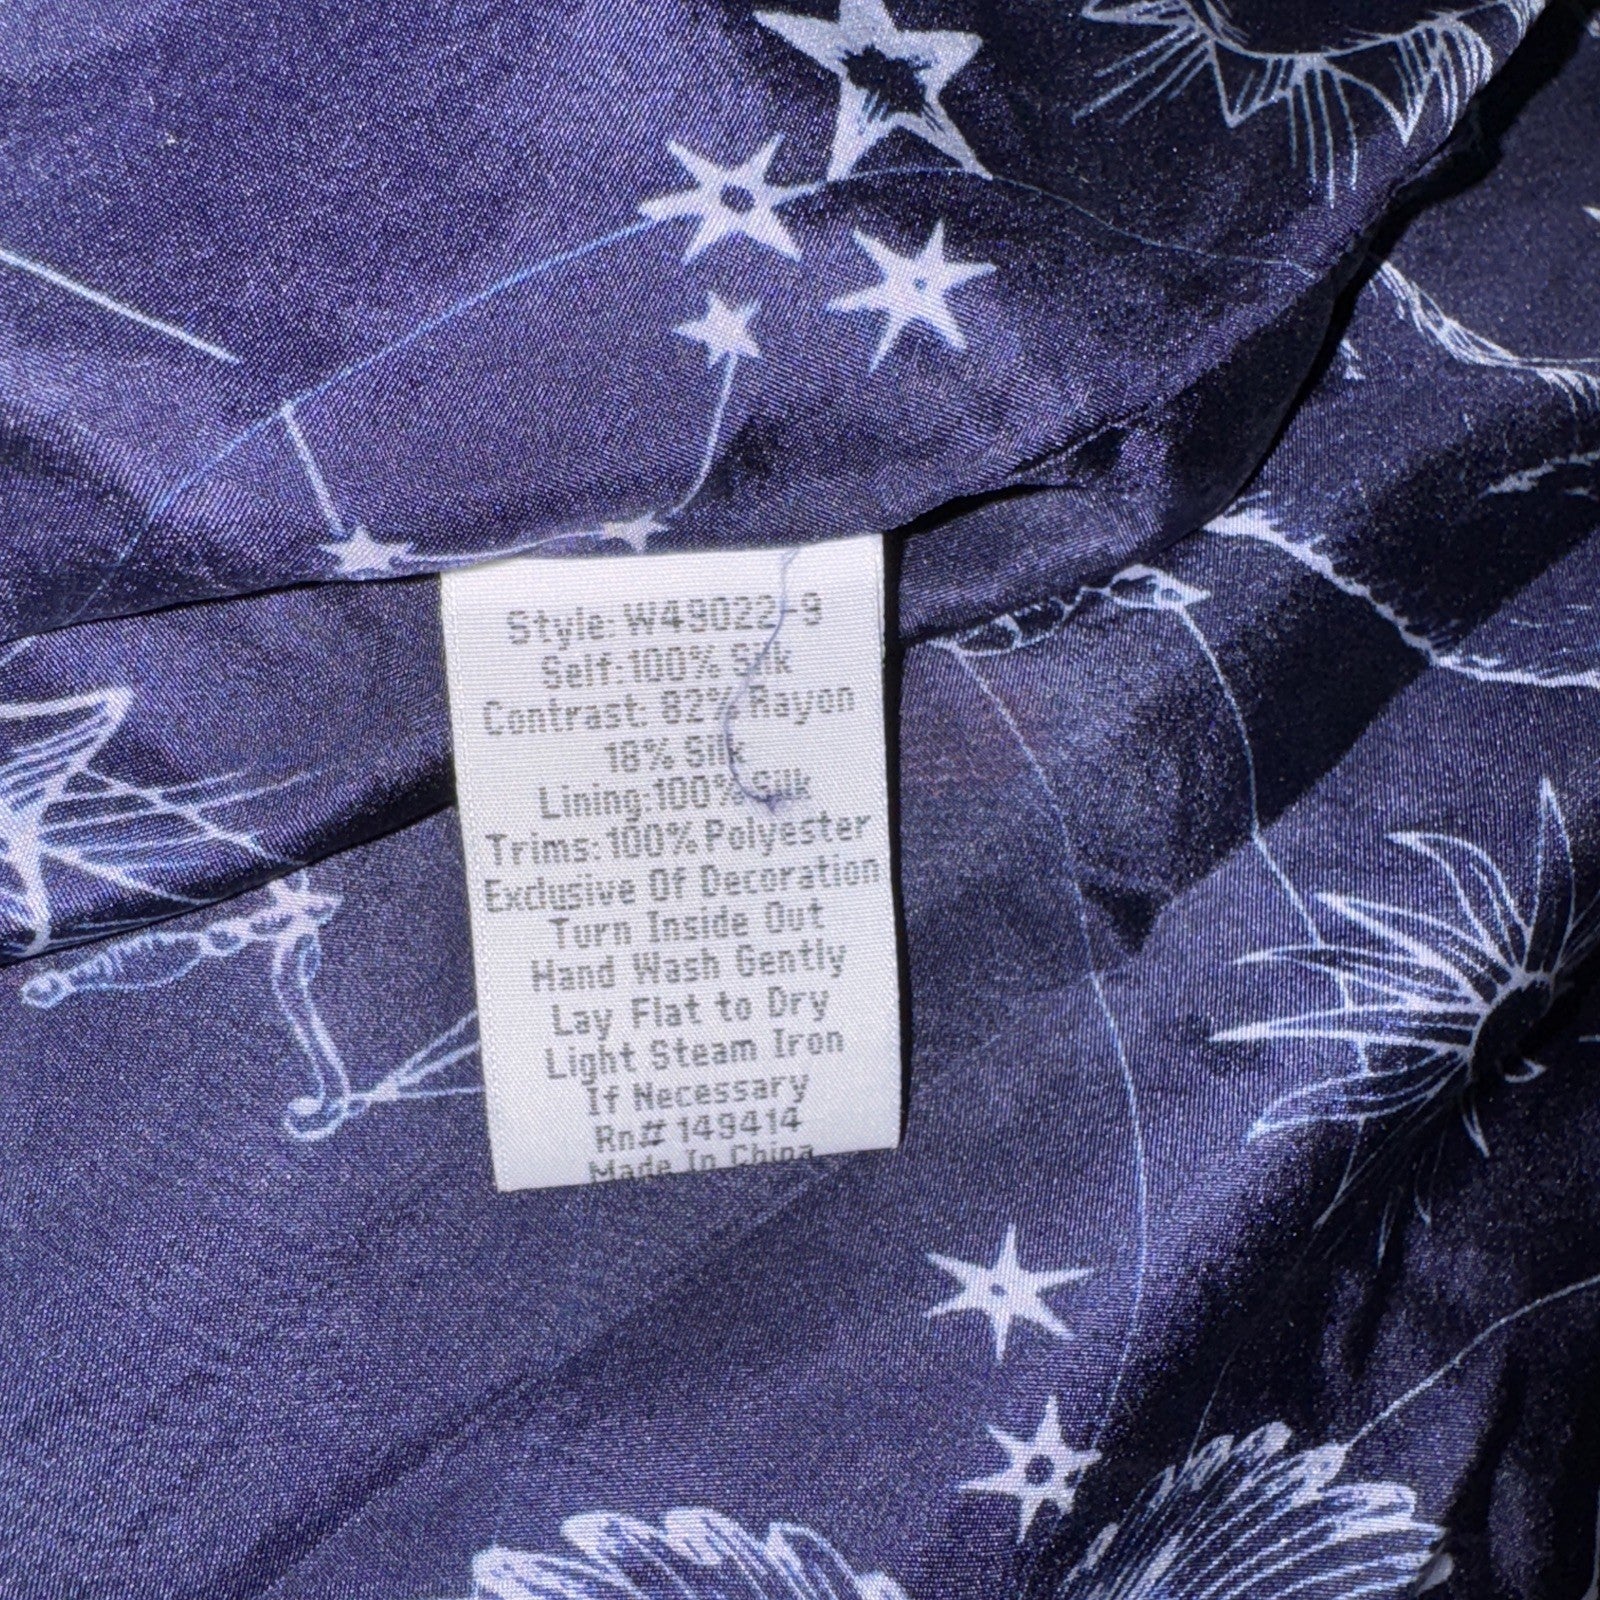 Style: W49022-9
Self:100% Silk
Contrast: 82% Rayon
18% Silk
Lining:100% Silk
Trims:100% Polyester
Exclusive Of Decoration
Turn Inside Out
Hand Wash Gently
Lay Flat to Dry
Light Steam Iron
If Necessary
Rn# 149414
Made In China